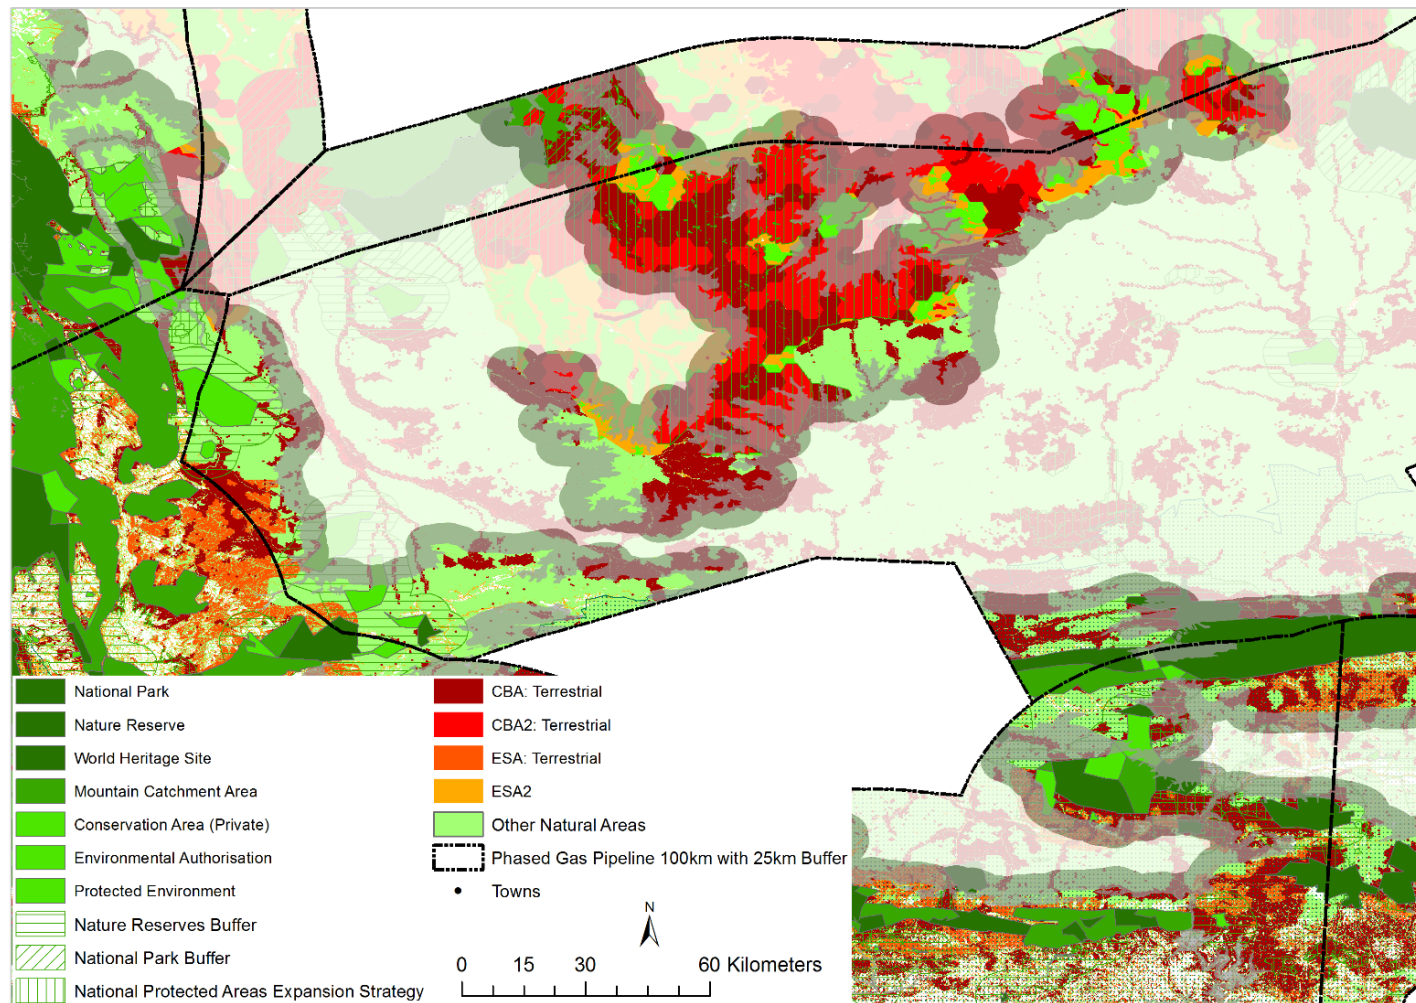 National Park
Nature Reserve
World Heritage Site
Mountain Catchment Area
Conservation Area (Private)
Environmental Authorisation
Protected Environment
Nature Reserves Buffer
National Park Buffer
National Protected Areas Expansion Strategy
CBA: Terrestrial
CBA2: Terrestrial
ESA: Terrestrial
ESA2
Other Natural Areas
Phased Gas Pipeline 100km with 25km Buffer
Towns
N
0 15 30 60 Kilometers